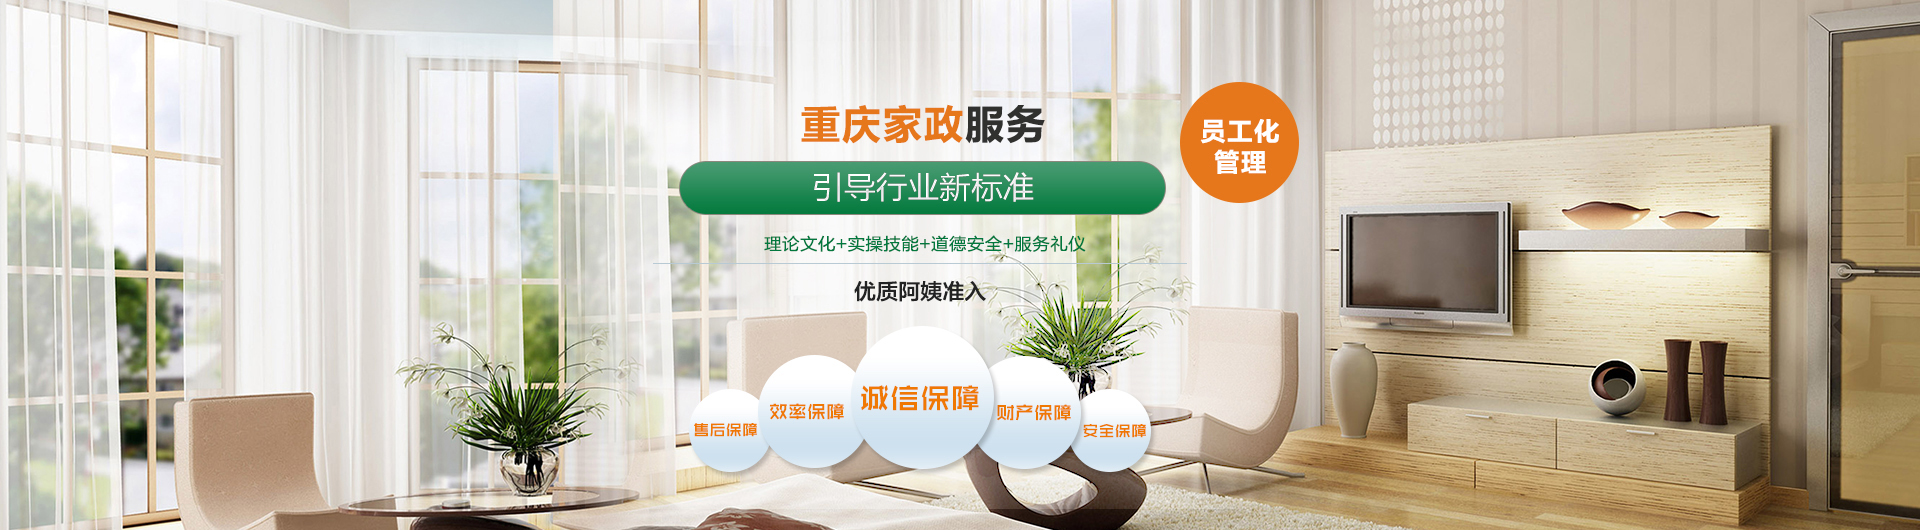 重庆家政服务
员工化
管理
引导行业新标准
理论文化+实操技能+道德安全+服务礼仪
优质阿姨准入
售后保障
效率保障
诚信保障
财产保障
安全保障